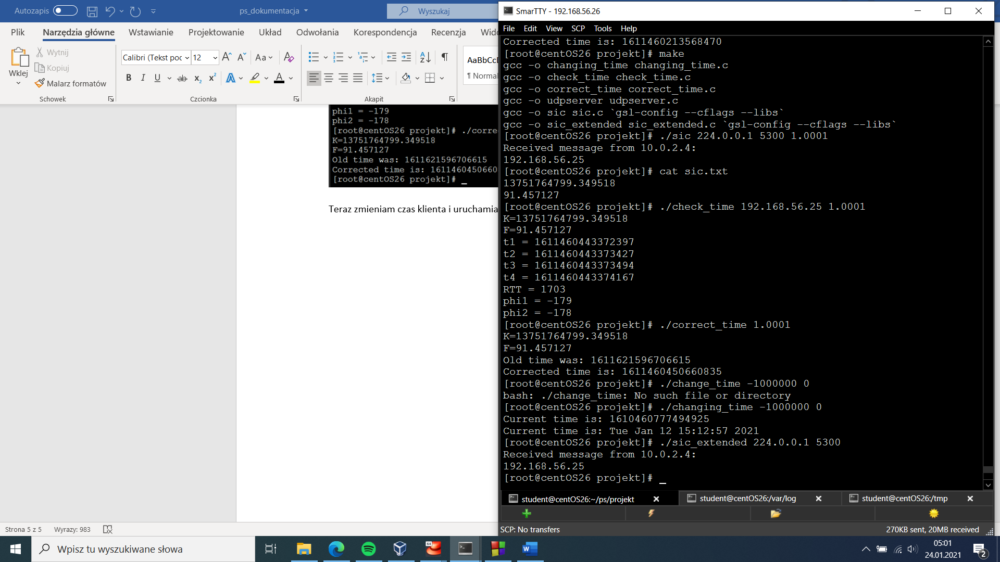 Autozapis
ps_dokumentacja
Wyszukaj
Plik
Narzędzia główne
Wstawianie
Projektowanie
Układ
Odwołania
Korespondencja
Recenzja
Wklej
Wytnij
Kopiuj
Malarz formatów
Schowek
Calibri (Tekst poc
12
Aa
B I U ab x₂ x²
Czcionka
Akapit
AaBbCcD
¶ Normal
phi1 = -179
phi2 = -178
[root@centOS26 projekt]# ./corre
K=13751764799.349518
F=91.457127
Old time was: 1611621596706615
Corrected time is: 1611460450660
[root@centOS26 projekt]# _
Teraz zmieniam czas klienta i uruchamia
Strona 5 z 5
Wyrazy: 983
SmarTTY - 192.168.56.26
File Edit View SCP Tools Help
Corrected time is: 1611460213568470
[root@centOS26 projekt]# make
gcc -o changing_time changing_time.c
gcc -o check_time check_time.c
gcc -o correct_time correct_time.c
gcc -o udpserver udpserver.c
gcc -o sic sic.c `gsl-config --cflags --libs`
gcc -o sic_extended sic_extended.c `gsl-config --cflags --libs`
[root@centOS26 projekt]# ./sic 224.0.0.1 5300 1.0001
Received message from 10.0.2.4:
192.168.56.25
[root@centOS26 projekt]# cat sic.txt
13751764799.349518
91.457127
[root@centOS26 projekt]# ./check_time 192.168.56.25 1.0001
K=13751764799.349518
F=91.457127
t1 = 1611460443372397
t2 = 1611460443373427
t3 = 1611460443373494
t4 = 1611460443374167
RTT = 1703
phi1 = -179
phi2 = -178
[root@centOS26 projekt]# ./correct_time 1.0001
K=13751764799.349518
F=91.457127
Old time was: 1611621596706615
Corrected time is: 1611460450660835
[root@centOS26 projekt]# ./change_time -1000000 0
bash: ./change_time: No such file or directory
[root@centOS26 projekt]# ./changing_time -1000000 0
Current time is: 1610460777494925
Current time is: Tue Jan 12 15:12:57 2021
[root@centOS26 projekt]# ./sic_extended 224.0.0.1 5300
Received message from 10.0.2.4:
192.168.56.25
[root@centOS26 projekt]# _
student@centOS26:~/ps/projekt
student@centOS26:/var/log
student@centOS26:/tmp
SCP: No transfers
270KB sent, 20MB received
Wpisz tu wyszukiwane słowa
64
05:01
24.01.2021
2